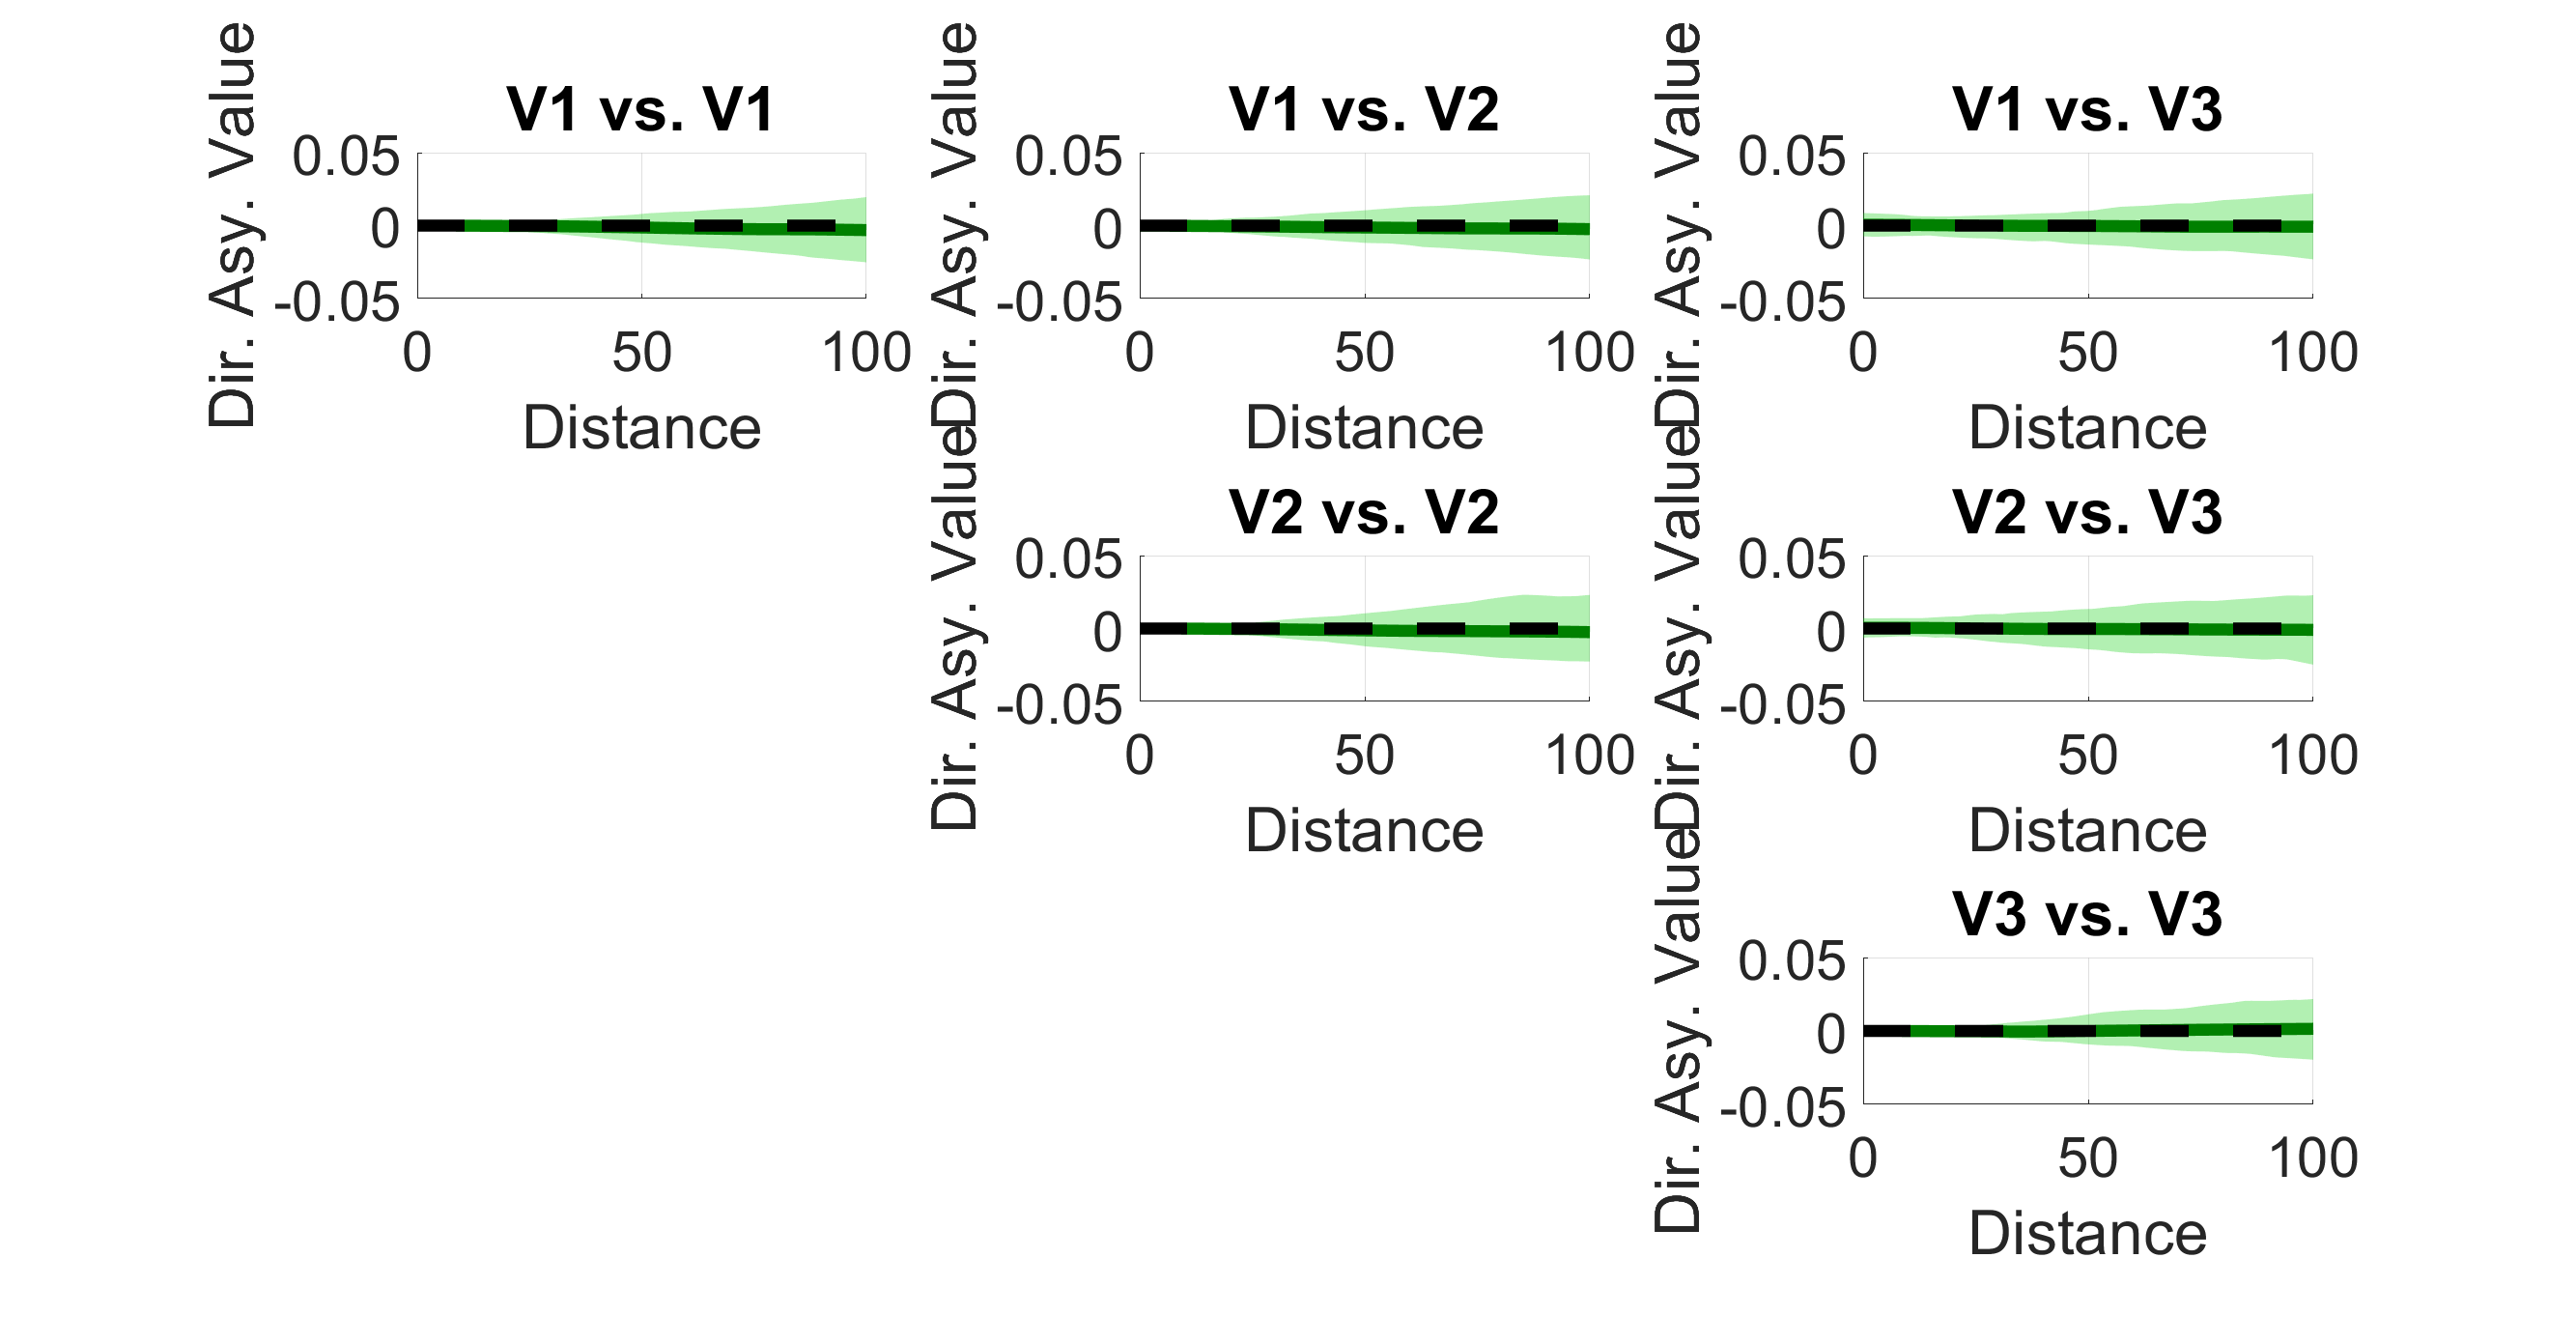 V1 vs. V1
Dir. Asy. Value
0.05
0
-0.05
0 50 100
Distance
V1 vs. V2
Dir. Asy. Value
0.05
0
-0.05
0 50 100
Distance
V1 vs. V3
Dir. Asy. Value
0.05
0
-0.05
0 50 100
Distance
V2 vs. V2
Dir. Asy. Value
0.05
0
-0.05
0 50 100
Distance
V2 vs. V3
Dir. Asy. Value
0.05
0
-0.05
0 50 100
Distance
V3 vs. V3
Dir. Asy. Value
0.05
0
-0.05
0 50 100
Distance